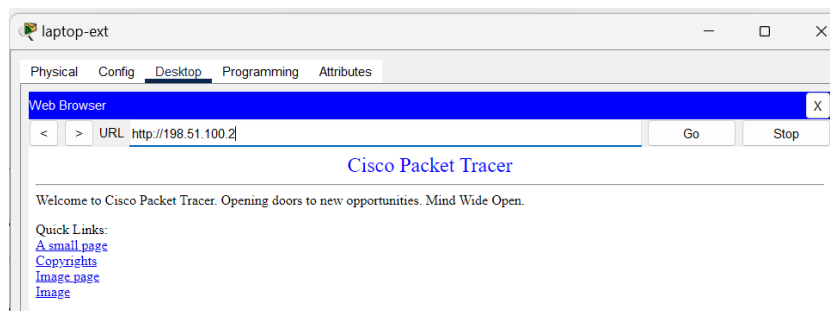 laptop-ext
Physical Config Desktop Programming Attributes
Web Browser X
< > URL http://198.51.100.2 Go Stop
Cisco Packet Tracer
Welcome to Cisco Packet Tracer. Opening doors to new opportunities. Mind Wide Open.
Quick Links:
A small page
Copyrights
Image page
Image